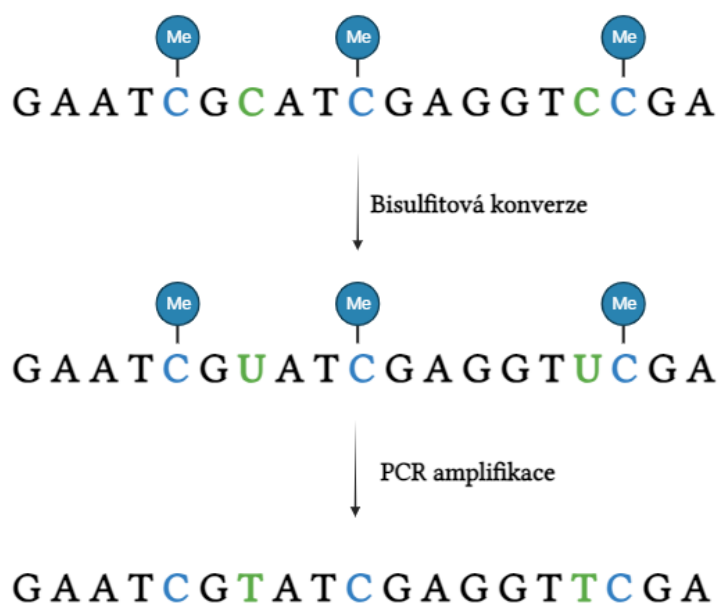 Me Me Me
GAATCGCATCGAGGTCCGA
Bisulfitová konverze
Me Me Me
GAATCGUATCGAGGTUCGA
PCR amplifikace
GAATCGTATCGAGGTTCGA